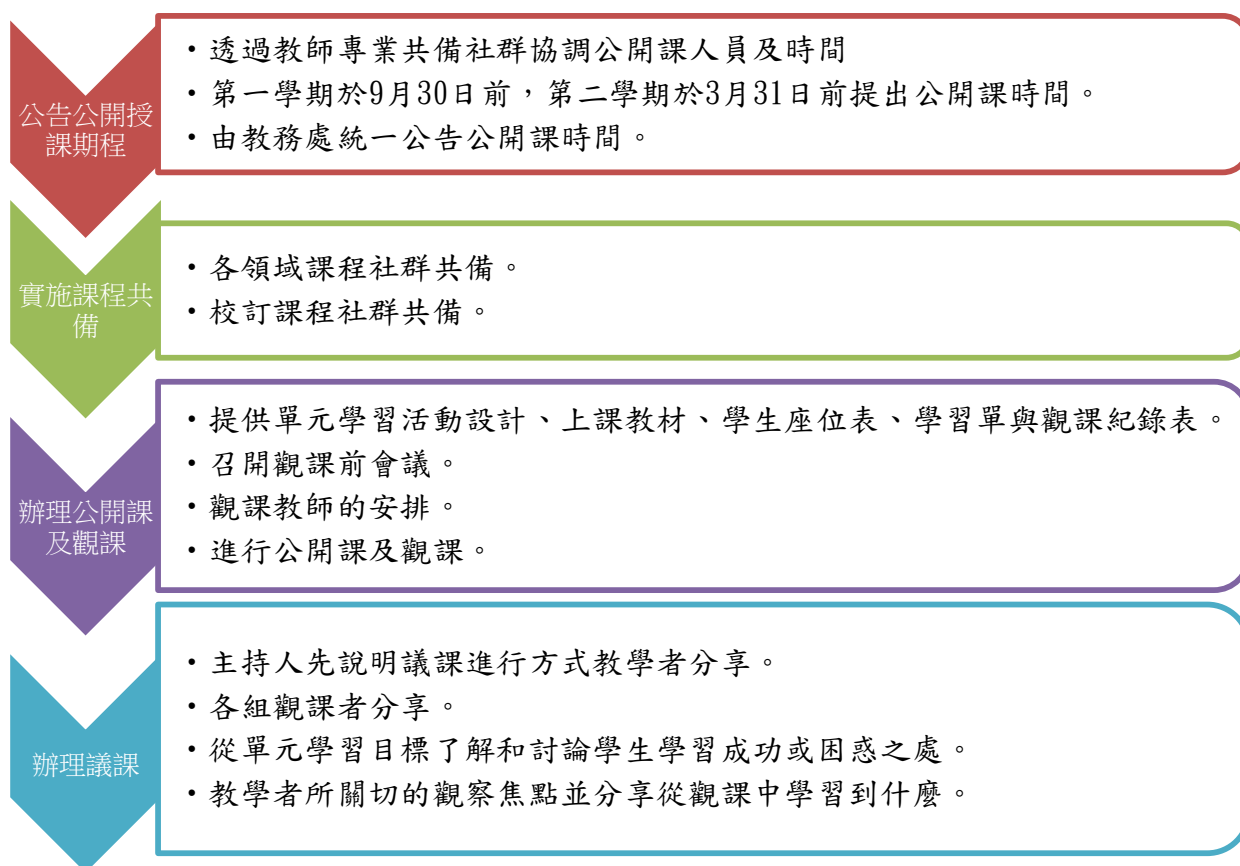 公告公開授
課期程
・透過教師專業共備社群協調公開課人員及時間
・第一學期於9月30日前，第二學期於3月31日前提出公開課時間。
・由教務處統一公告公開課時間。
實施課程共
備
・各領域課程社群共備。
・校訂課程社群共備。
辦理公開課
及觀課
・提供單元學習活動設計、上課教材、學生座位表、學習單與觀課紀錄表。
・召開觀課前會議。
・觀課教師的安排。
・進行公開課及觀課。
辦理議課
・主持人先說明議課進行方式教學者分享。
・各組觀課者分享。
・從單元學習目標了解和討論學生學習成功或困惑之處。
・教學者所關切的觀察焦點並分享從觀課中學習到什麼。